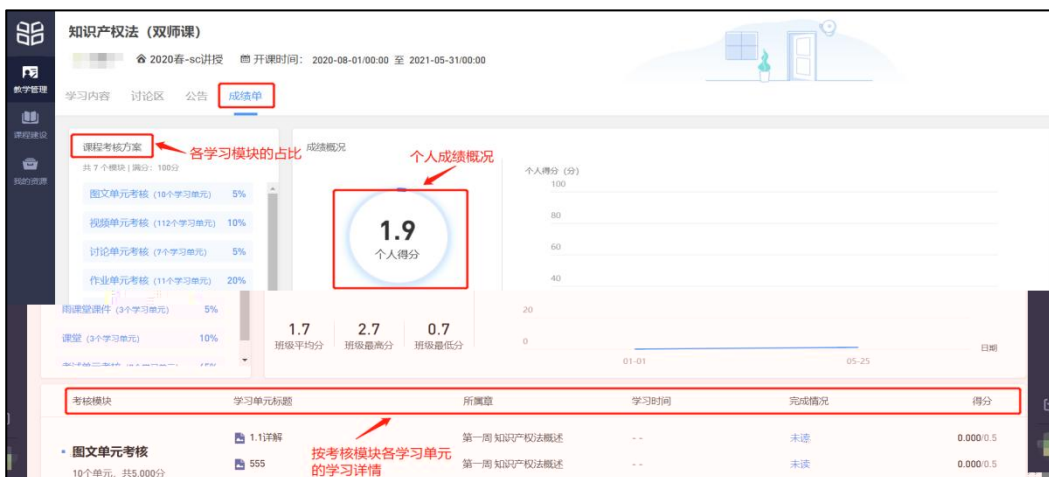 知识产权法（双师课）
2020春-sc讲授 开课时间： 2020-08-01/00:00 至 2021-05-31/00:00
教学管理
学习内容 讨论区 公告 成绩单
课程建设
我的资源
课程考核方案
各学习模块的占比
共 7 个模块 | 满分：100分
图文单元考核 (10个学习单元) 5%
视频单元考核 (112个学习单元) 10%
讨论单元考核 (7个学习单元) 5%
作业单元考核 (11个学习单元) 20%
雨课堂课件 (3个学习单元) 5%
课堂 (3个学习单元) 10%
成绩概况
个人成绩概况
1.9
个人得分
1.7 2.7 0.7
班级平均分 班级最高分 班级最低分
个人得分（分）
100
80
60
40
20
0
日期
01-01 05-25
考核模块 学习单元标题 所属章 学习时间 完成情况 得分
1.1详解 第一周 知识产权法概述 -- 未读 0.000/0.5
图文单元考核
按考核模块各学习单元
的学习详情
555 第一周 知识产权法概述 -- 未读 0.000/0.5
10个单元，共5.000分